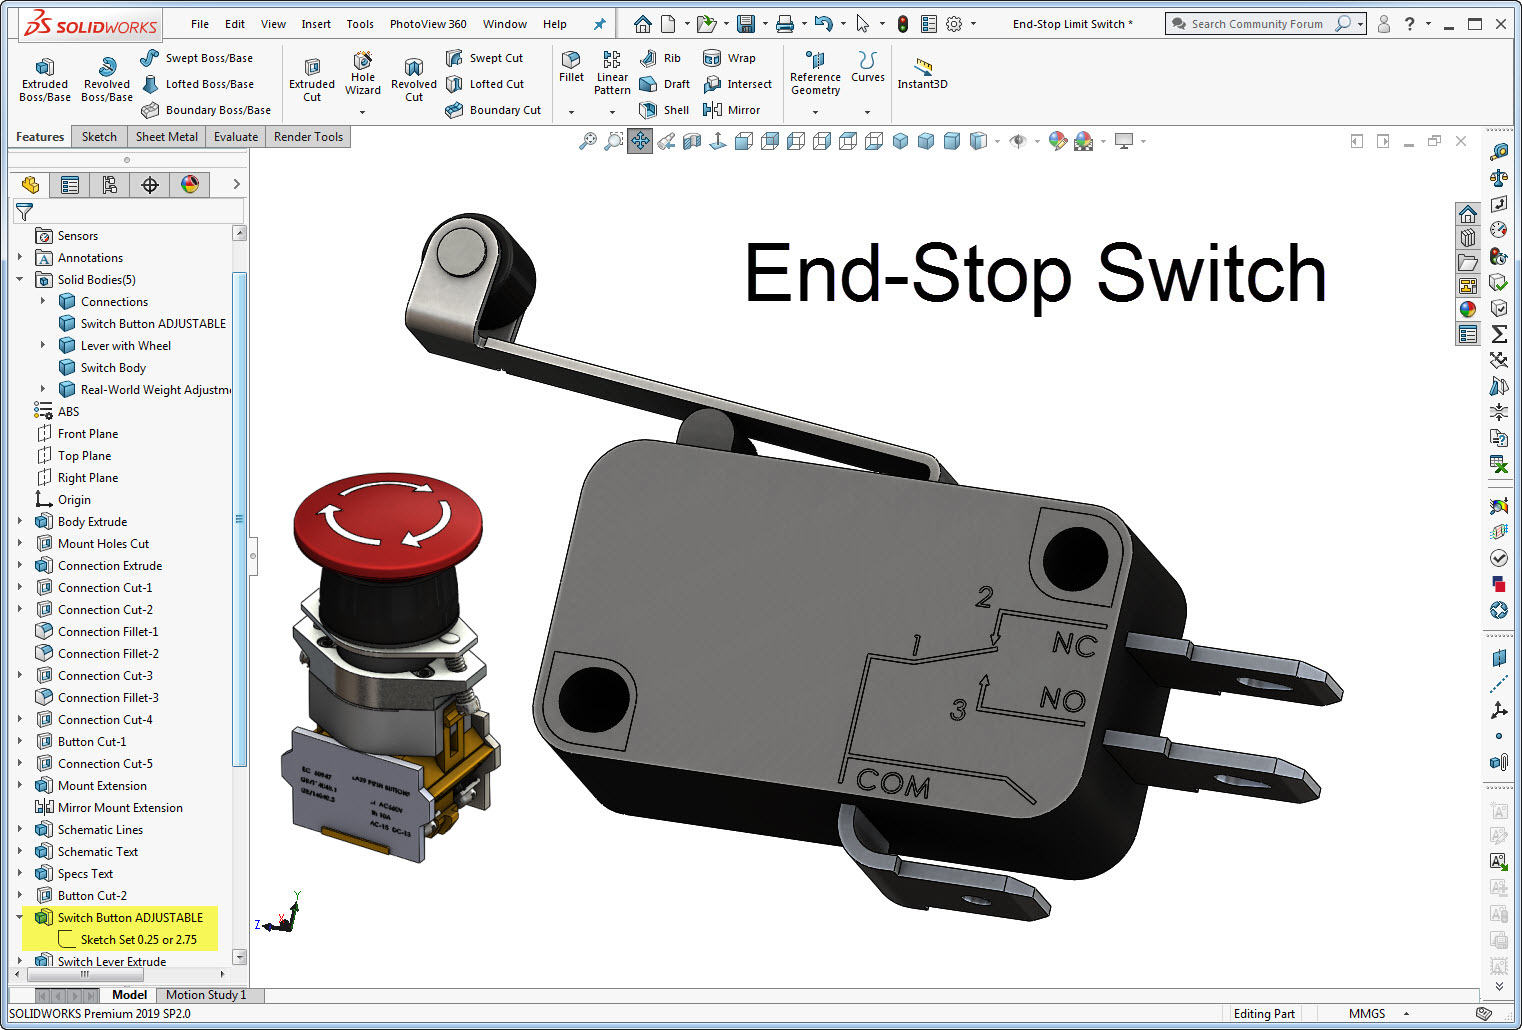 SOLIDWORKS
File Edit View Insert Tools PhotoView 360 Window Help
End-Stop Limit Switch *
Search Community Forum
Extruded Boss/Base
Revolved Boss/Base
Swept Boss/Base
Lofted Boss/Base
Boundary Boss/Base
Extruded Cut
Hole Wizard
Revolved Cut
Swept Cut
Lofted Cut
Boundary Cut
Fillet
Linear Pattern
Rib
Draft
Shell
Wrap
Intersect
Mirror
Reference Geometry
Curves
Instant3D
Features Sketch Sheet Metal Evaluate Render Tools
Sensors
Annotations
Solid Bodies(5)
Connections
Switch Button ADJUSTABLE
Lever with Wheel
Switch Body
Real-World Weight Adjustm
ABS
Front Plane
Top Plane
Right Plane
Origin
Body Extrude
Mount Holes Cut
Connection Extrude
Connection Cut-1
Connection Cut-2
Connection Fillet-1
Connection Fillet-2
Connection Cut-3
Connection Fillet-3
Connection Cut-4
Button Cut-1
Connection Cut-5
Mount Extension
Mirror Mount Extension
Schematic Lines
Schematic Text
Specs Text
Button Cut-2
Switch Button ADJUSTABLE
Sketch Set 0.25 or 2.75
Switch Lever Extrude
End-Stop Switch
2
NC
1
NO
3
COM
AC660V
AC-15 DC-13
Y
X
Z
Model Motion Study 1
SOLIDWORKS Premium 2019 SP2.0
Editing Part
MMGS